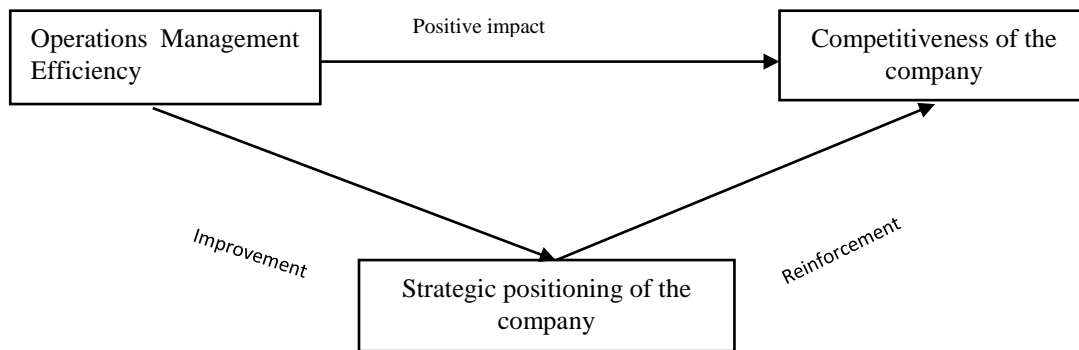 Operations Management
Efficiency
Positive impact
Competitiveness of the
company
Improvement
Reinforcement
Strategic positioning of the
company